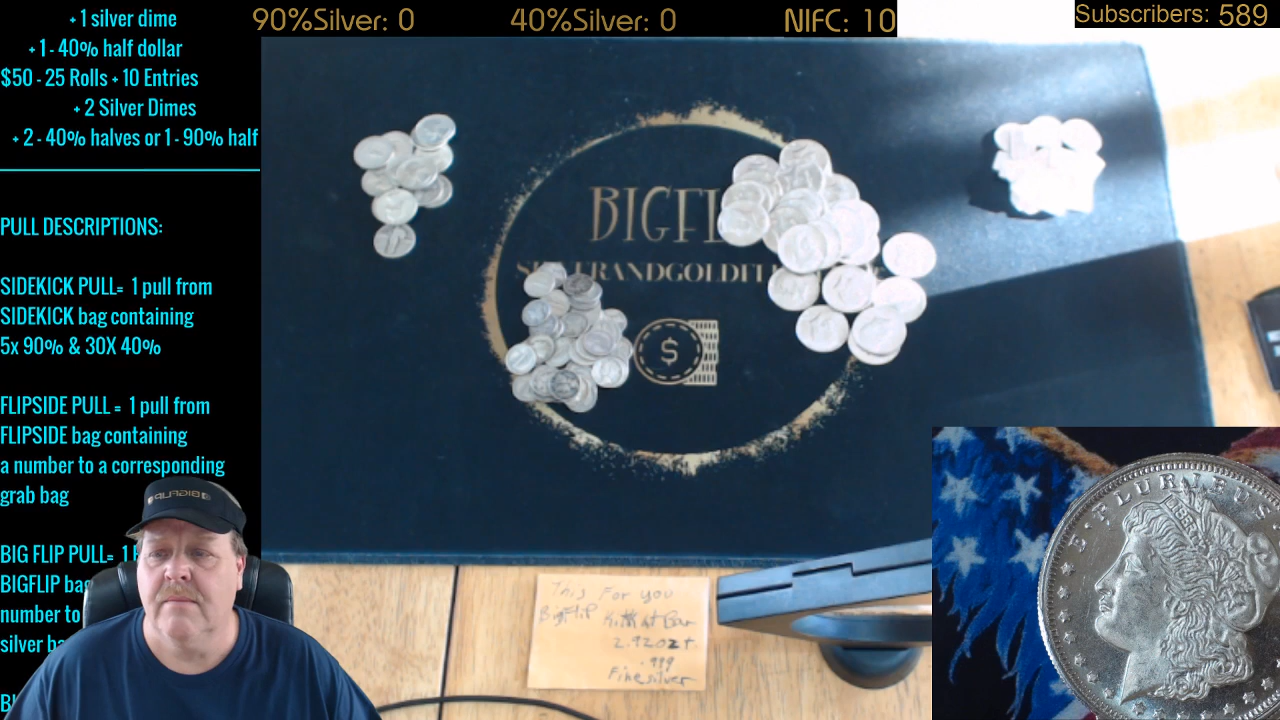 + 1 silver dime
+ 1 - 40% half dollar
$50 - 25 Rolls + 10 Entries
+ 2 Silver Dimes
+ 2 - 40% halves or 1 - 90% half
PULL DESCRIPTIONS:
SIDEKICK PULL= 1 pull from
SIDEKICK bag containing
5x 90% & 30X 40%
FLIPSIDE PULL = 1 pull from
FLIPSIDE bag containing
a number to a corresponding
grab bag
BIG FLIP PULL= 1
BIGFLIP
number to
silver
90%Silver: 0
40%Silver: 0
NIFC: 10
Subscribers: 589
BIGFL
$
This For you
BigFlip
2.92ozt
.999
Fine silver
E·PLURIBUS